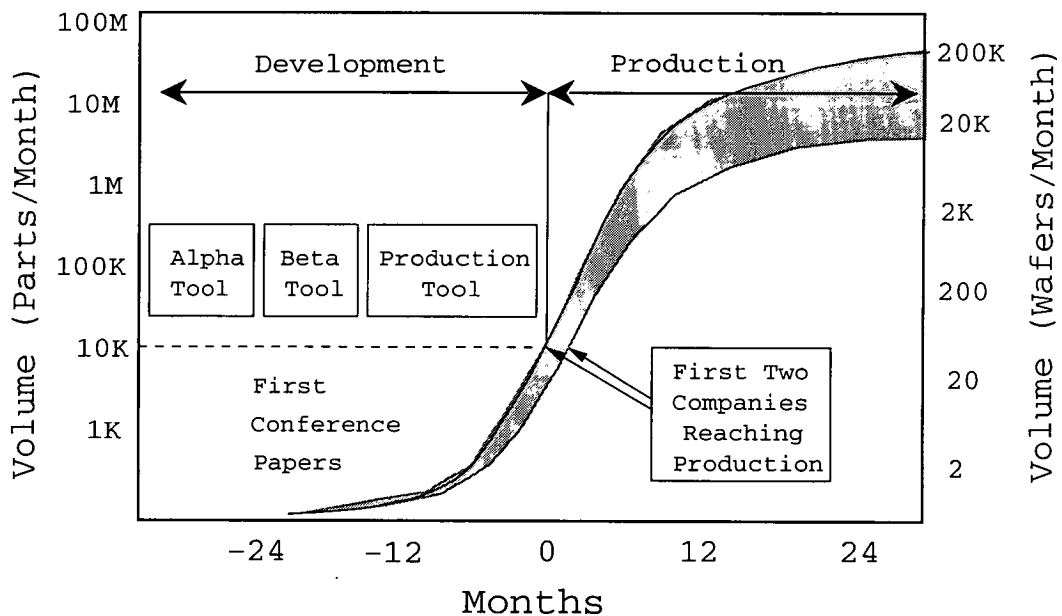 Volume (Parts/Month)
100M
10M
1M
100K
10K
1K
Development
Production
Alpha
Tool
Beta
Tool
Production
Tool
First
Conference
Papers
First Two
Companies
Reaching
Production
200K
20K
2K
200
20
2
Volume (Wafers/Month)
-24
-12
0
12
24
Months